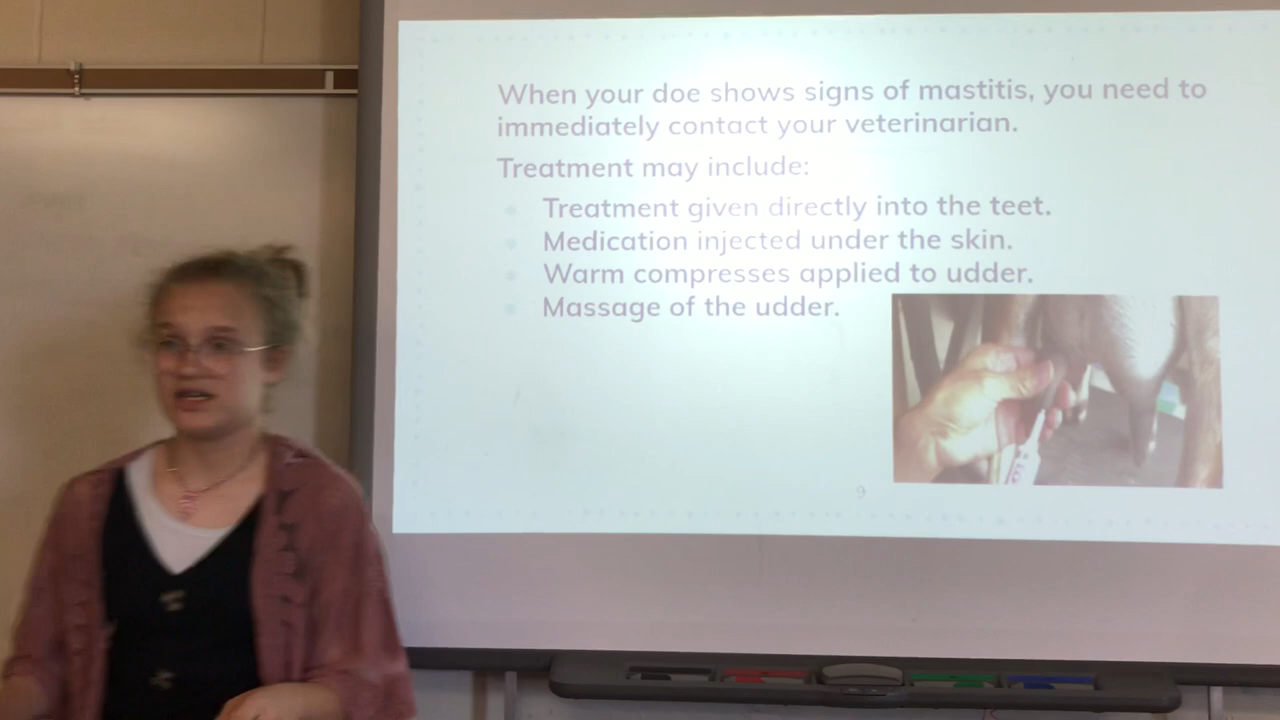 When your doe shows signs of mastitis, you need to
immediately contact your veterinarian.
Treatment may include:
Treatment given directly into the teet.
Medication injected under the skin.
Warm compresses applied to udder.
Massage of the udder.
9